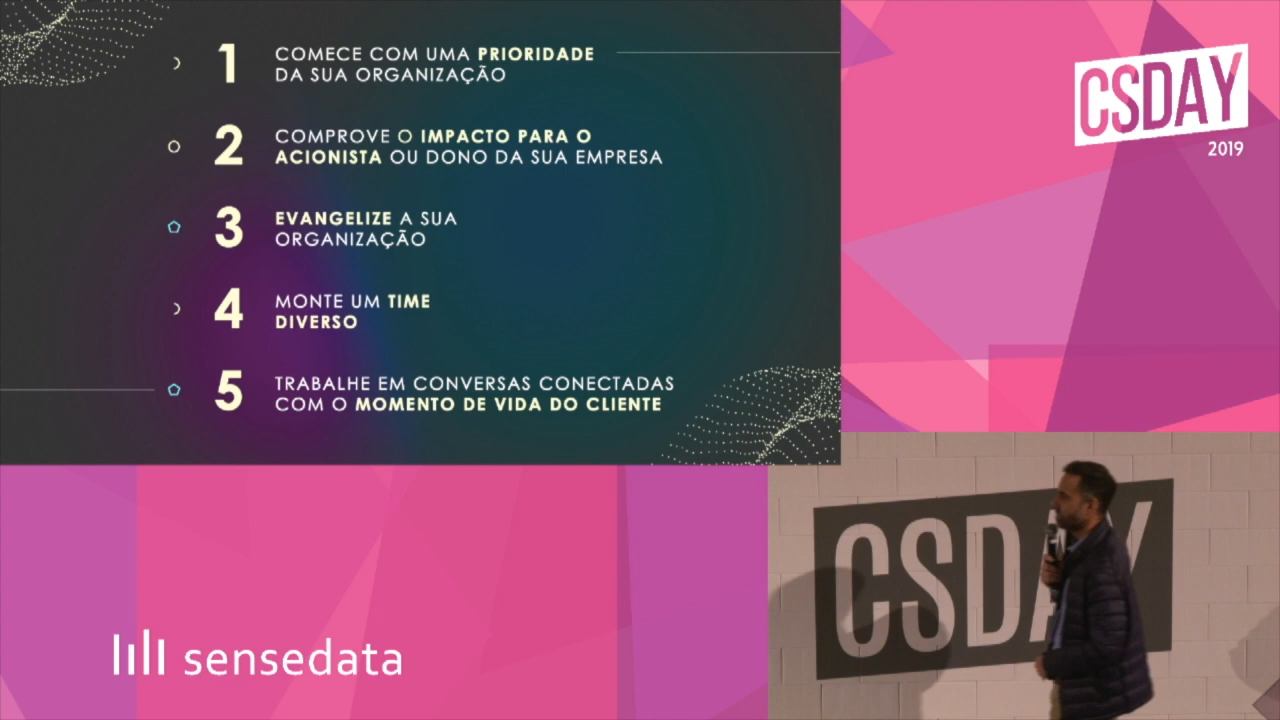 1
COMECE COM UMA PRIORIDADE
DA SUA ORGANIZAÇÃO
2
COMPROVE O IMPACTO PARA O
ACIONISTA OU DONO DA SUA EMPRESA
3
EVANGELIZE A SUA
ORGANIZAÇÃO
4
MONTE UM TIME
DIVERSO
5
TRABALHE EM CONVERSAS CONECTADAS
COM O MOMENTO DE VIDA DO CLIENTE
CSDAY
2019
sensedata
CSDAY